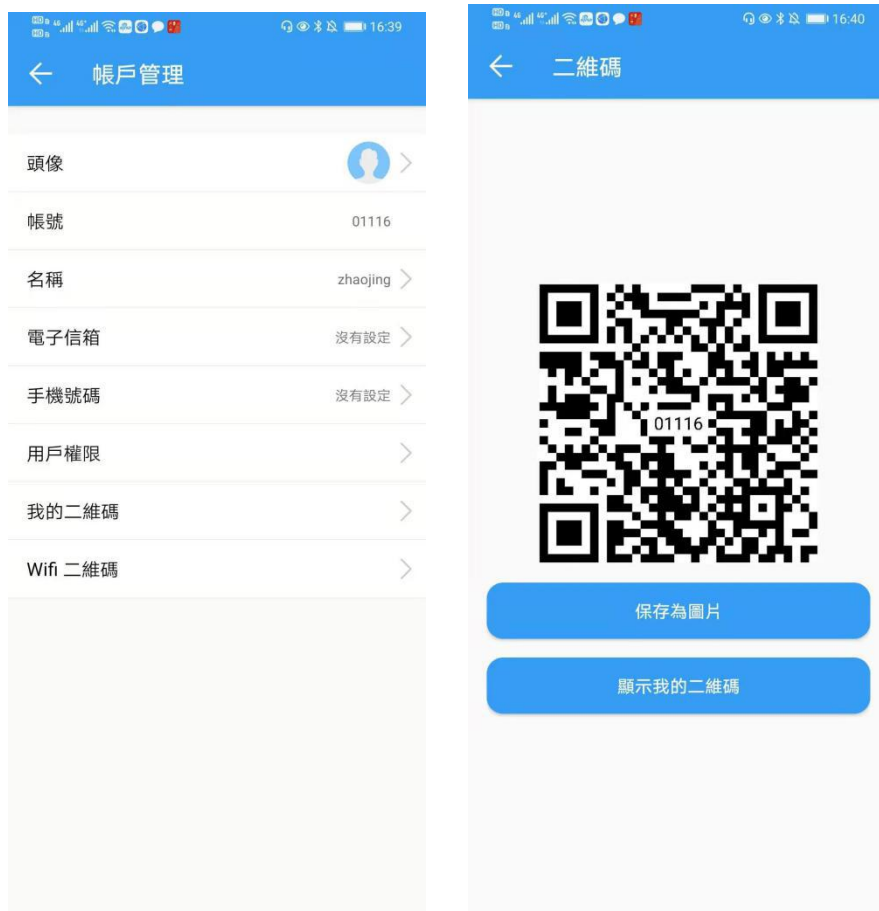 16:39
帳戶管理
頭像
帳號 01116
名稱 zhaojing
電子信箱 沒有設定
手機號碼 沒有設定
用戶權限
我的二維碼
Wifi 二維碼
16:40
二維碼
01116
保存為圖片
顯示我的二維碼